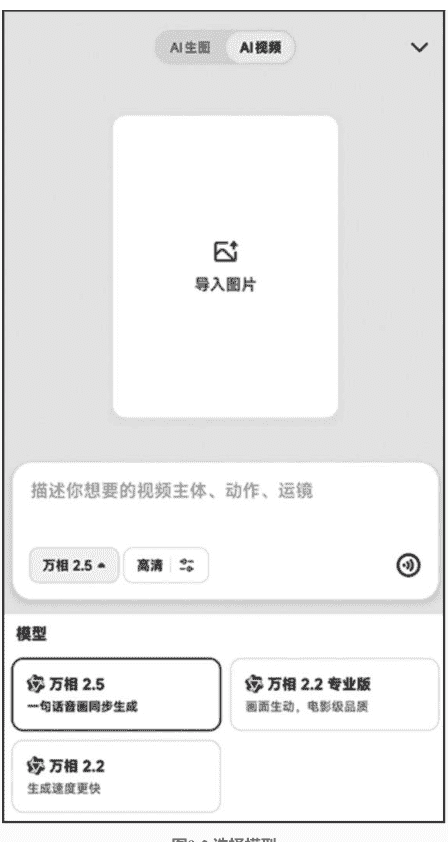 AI生图 AI视频
导入图片
描述你想要的视频主体、动作、运镜
万相 2.5 高清
模型
万相 2.5
一句话音画同步生成
万相 2.2 专业版
画面生动，电影级品质
万相 2.2
生成速度更快
选择模型